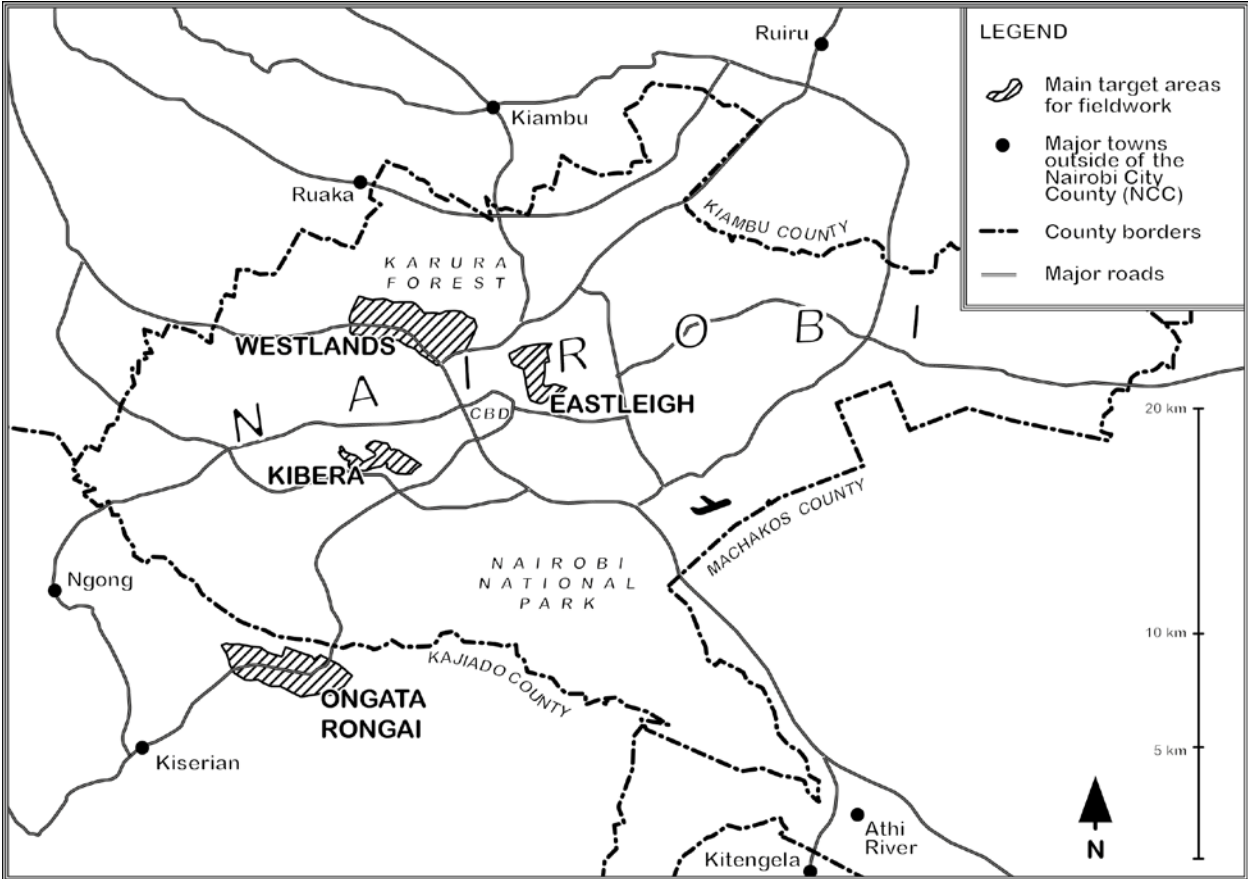 Ruiru
LEGEND
Main target areas
for fieldwork
Major towns
outside of the
Nairobi City
County (NCC)
County borders
Major roads
Kiambu
Ruaka
KIAMBU COUNTY
KARURA
FOREST
WESTLANDS
NAIROBI
EASTLEIGH
CBD
KIBERA
20 km
MACHAKOS COUNTY
NAIROBI
NATIONAL
PARK
Ngong
10 km
KAJIADO COUNTY
ONGATA
RONGAI
Kiserian
5 km
Athi
River
Kitengela
N